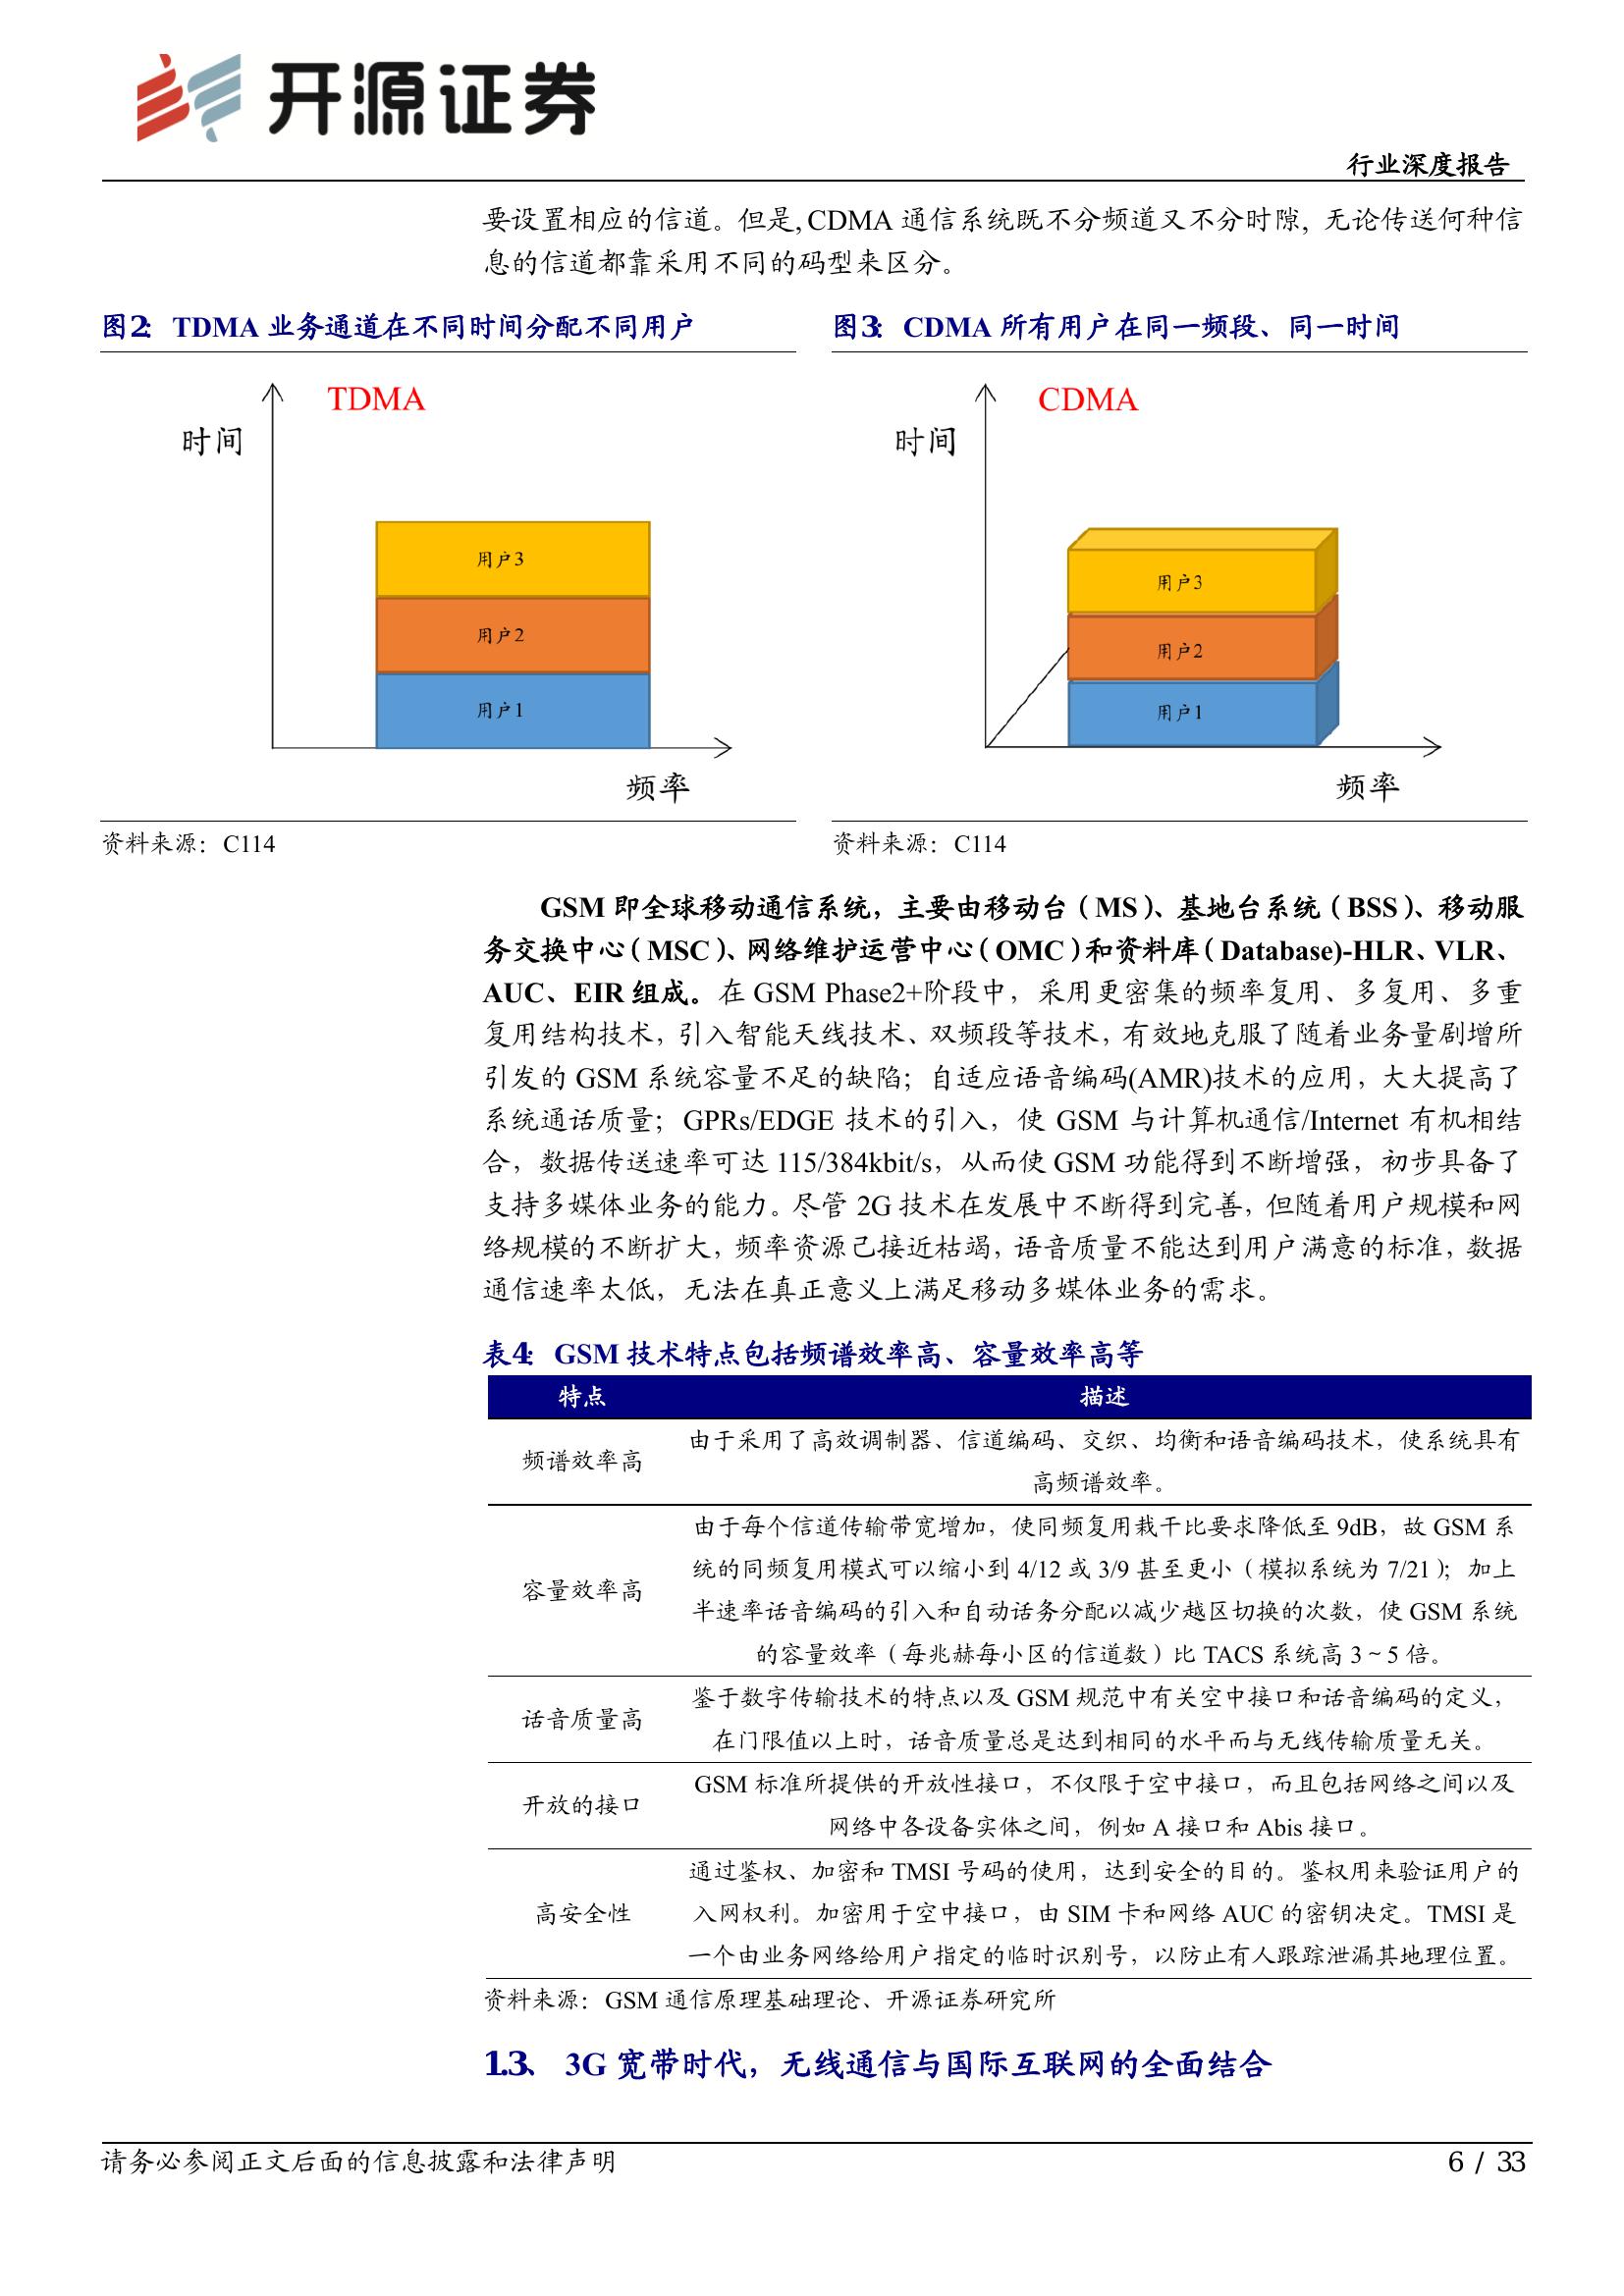 开源证券
行业深度报告
要设置相应的信道。但是,CDMA 通信系统既不分频道又不分时隙, 无论传送何种信
息的信道都靠采用不同的码型来区分。
图2: TDMA 业务通道在不同时间分配不同用户
TDMA
时间
用户3
用户2
用户1
频率
资料来源：C114
图3: CDMA 所有用户在同一频段、同一时间
CDMA
时间
用户3
用户2
用户1
频率
资料来源：C114
GSM 即全球移动通信系统，主要由移动台（MS）、基地台系统（BSS）、移动服
务交换中心（MSC）、网络维护运营中心（OMC）和资料库（Database)-HLR、VLR、
AUC、EIR 组成。在 GSM Phase2+阶段中，采用更密集的频率复用、多复用、多重
复用结构技术，引入智能天线技术、双频段等技术，有效地克服了随着业务量剧增所
引发的 GSM 系统容量不足的缺陷；自适应语音编码(AMR)技术的应用，大大提高了
系统通话质量；GPRs/EDGE 技术的引入，使 GSM 与计算机通信/Internet 有机相结
合，数据传送速率可达 115/384kbit/s，从而使 GSM 功能得到不断增强，初步具备了
支持多媒体业务的能力。尽管 2G 技术在发展中不断得到完善，但随着用户规模和网
络规模的不断扩大，频率资源己接近枯竭，语音质量不能达到用户满意的标准，数据
通信速率太低，无法在真正意义上满足移动多媒体业务的需求。
表4: GSM 技术特点包括频谱效率高、容量效率高等
特点 描述
频谱效率高
由于采用了高效调制器、信道编码、交织、均衡和语音编码技术，使系统具有
高频谱效率。
容量效率高
由于每个信道传输带宽增加，使同频复用栽干比要求降低至 9dB，故 GSM 系
统的同频复用模式可以缩小到 4/12 或 3/9 甚至更小（模拟系统为 7/21）；加上
半速率话音编码的引入和自动话务分配以减少越区切换的次数，使 GSM 系统
的容量效率（每兆赫每小区的信道数）比 TACS 系统高 3～5 倍。
话音质量高
鉴于数字传输技术的特点以及 GSM 规范中有关空中接口和话音编码的定义，
在门限值以上时，话音质量总是达到相同的水平而与无线传输质量无关。
开放的接口
GSM 标准所提供的开放性接口，不仅限于空中接口，而且包括网络之间以及
网络中各设备实体之间，例如 A 接口和 Abis 接口。
高安全性
通过鉴权、加密和 TMSI 号码的使用，达到安全的目的。鉴权用来验证用户的
入网权利。加密用于空中接口，由 SIM 卡和网络 AUC 的密钥决定。TMSI 是
一个由业务网络给用户指定的临时识别号，以防止有人跟踪泄漏其地理位置。
资料来源：GSM 通信原理基础理论、开源证券研究所
1.3、 3G 宽带时代，无线通信与国际互联网的全面结合
请务必参阅正文后面的信息披露和法律声明
6 / 33